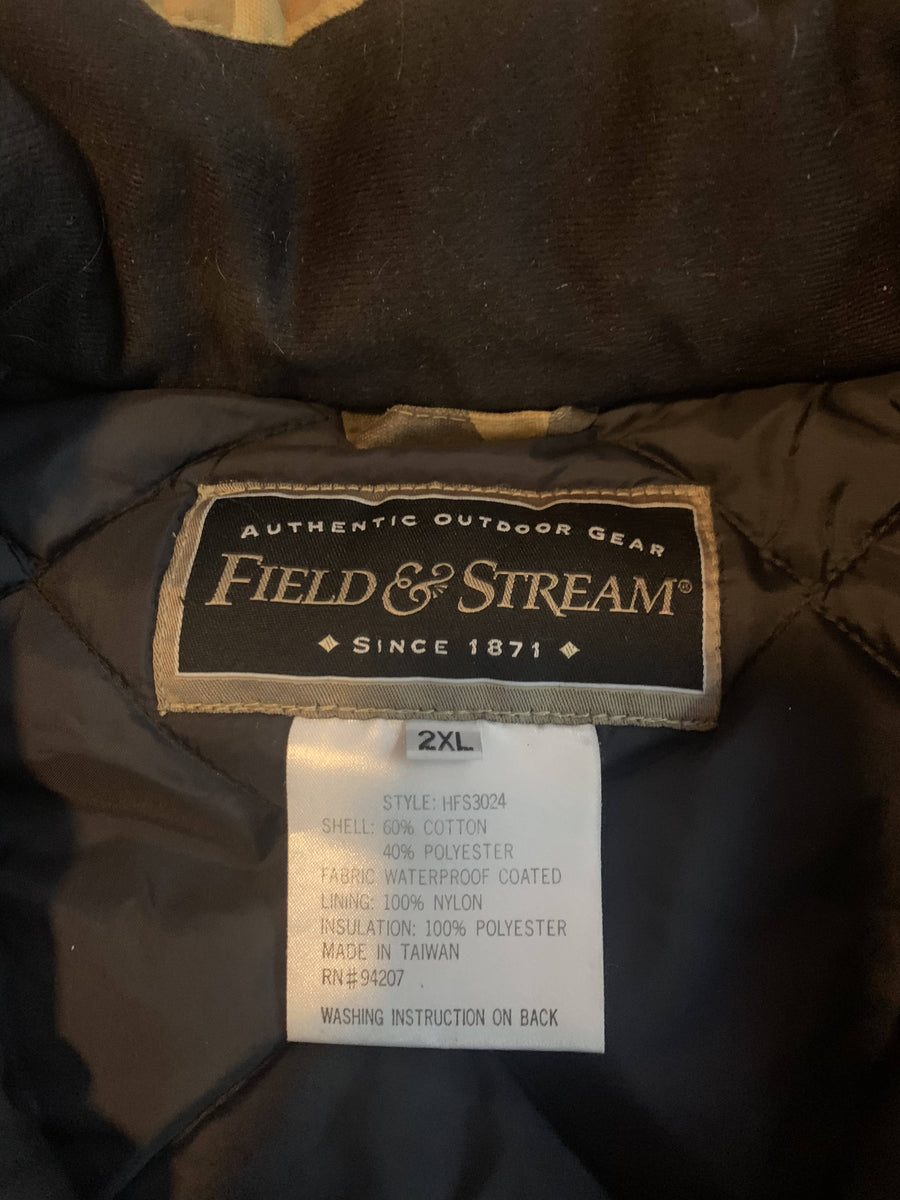 AUTHENTIC OUTDOOR GEAR
FIELD & STREAM®
SINCE 1871
2XL
STYLE: HFS3024
SHELL: 60% COTTON
40% POLYESTER
FABRIC WATERPROOF COATED
LINING: 100% NYLON
INSULATION: 100% POLYESTER
MADE IN TAIWAN
RN#94207
WASHING INSTRUCTION ON BACK